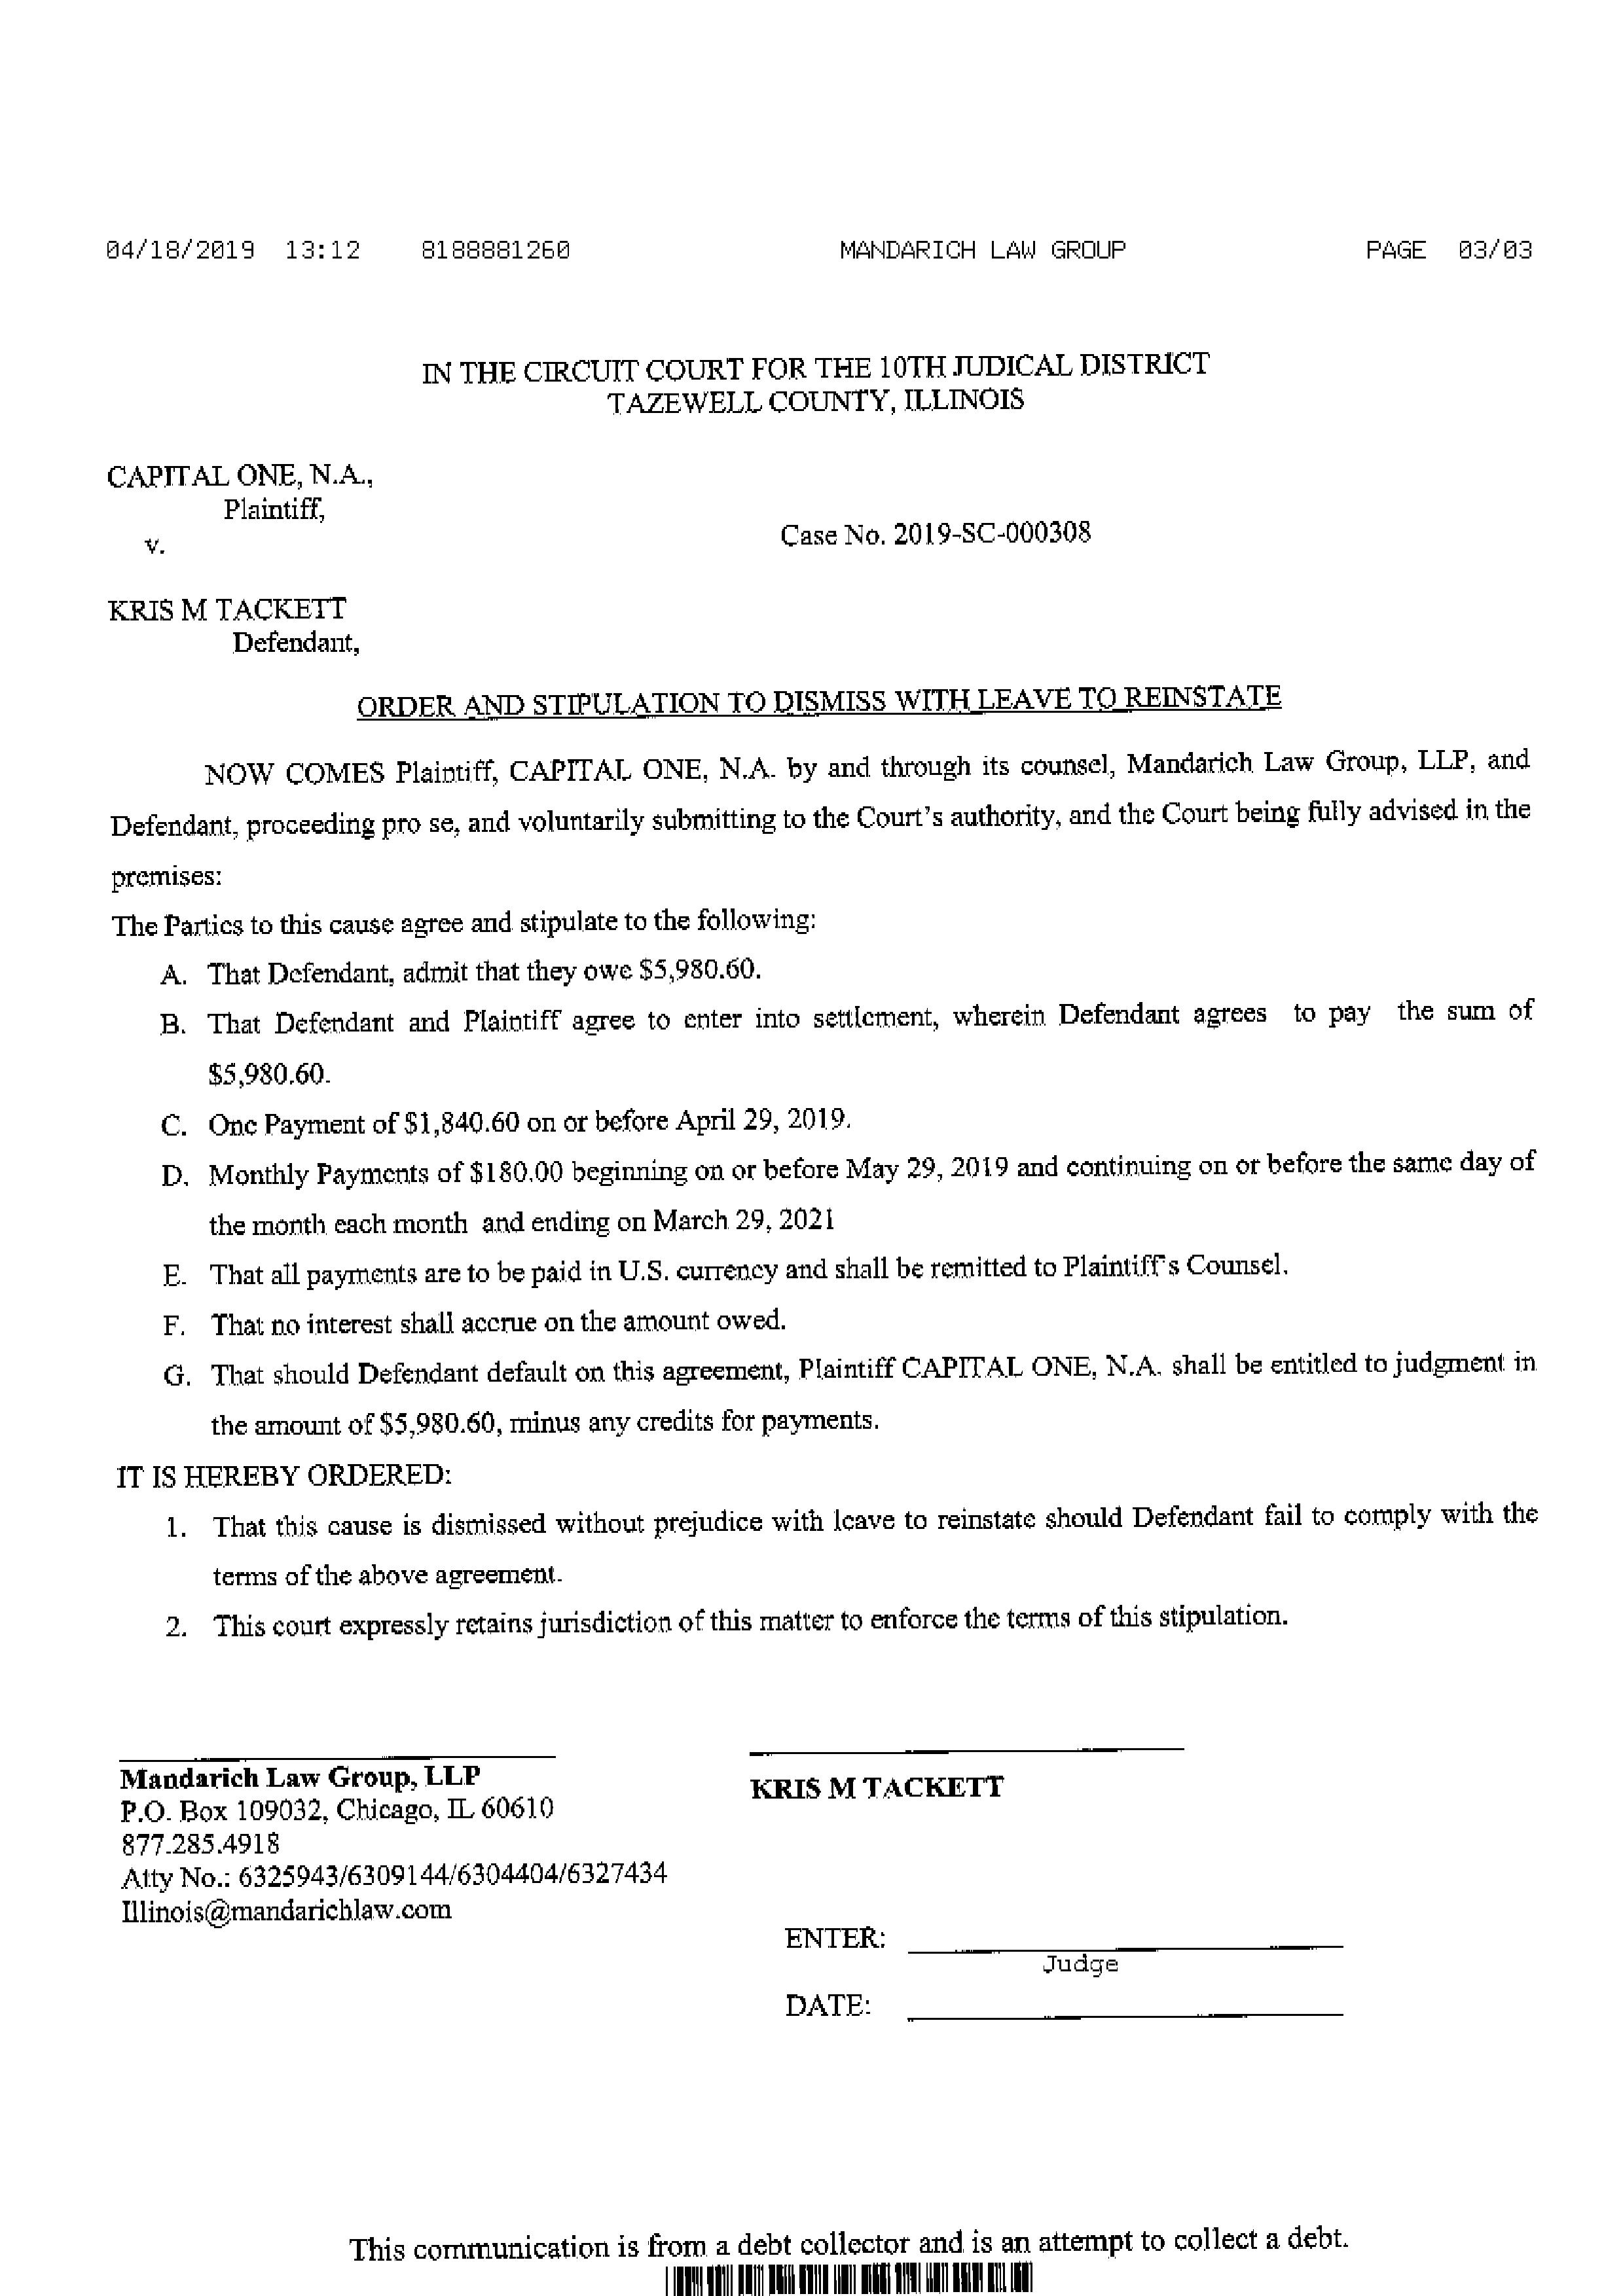 04/18/2019 13:12 8188881260 MANDARICH LAW GROUP PAGE 03/03
IN THE CIRCUIT COURT FOR THE 10TH JUDICAL DISTRICT
TAZEWELL COUNTY, ILLINOIS
CAPITAL ONE, N.A.,
Plaintiff,
v.
Case No. 2019-SC-000308
KRIS M TACKETT
Defendant,
ORDER AND STIPULATION TO DISMISS WITH LEAVE TO REINSTATE
NOW COMES Plaintiff, CAPITAL ONE, N.A. by and through its counsel, Mandarich Law Group, LLP, and
Defendant, proceeding pro se, and voluntarily submitting to the Court's authority, and the Court being fully advised in the
premises:
The Parties to this cause agree and stipulate to the following:
A. That Defendant, admit that they owe $5,980.60.
B. That Defendant and Plaintiff agree to enter into settlement, wherein Defendant agrees to pay the sum of
$5,980.60.
C. One Payment of $1,840.60 on or before April 29, 2019.
D. Monthly Payments of $180.00 beginning on or before May 29, 2019 and continuing on or before the same day of
the month each month and ending on March 29, 2021
E. That all payments are to be paid in U.S. currency and shall be remitted to Plaintiff's Counsel.
F. That no interest shall accrue on the amount owed.
G. That should Defendant default on this agreement, Plaintiff CAPITAL ONE, N.A. shall be entitled to judgment in
the amount of $5,980.60, minus any credits for payments.
IT IS HEREBY ORDERED:
1. That this cause is dismissed without prejudice with leave to reinstate should Defendant fail to comply with the
terms of the above agreement.
2. This court expressly retains jurisdiction of this matter to enforce the terms of this stipulation.
Mandarich Law Group, LLP
P.O. Box 109032, Chicago, IL 60610
877.285.4918
Atty No.: 6325943/6309144/6304404/6327434
Illinois@mandarichlaw.com
KRIS M TACKETT
ENTER:
Judge
DATE:
This communication is from a debt collector and is an attempt to collect a debt.